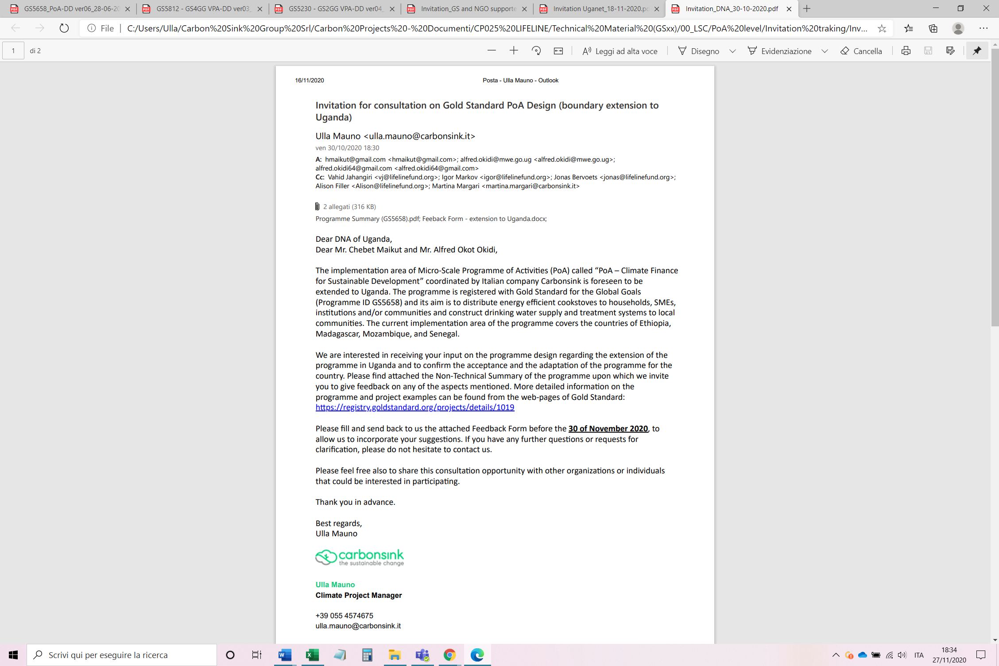 GS5658_PoA-DD ver06_28-06-20
GS5812 - GS4GG VPA-DD ver03_
GS5230 - GS2GG VPA-DD ver04_
Invitation_GS and NGO supporte
Invitation Uganet_18-11-2020.pd
Invitation_DNA_30-10-2020.pdf
File
C:/Users/Ulla/Carbon%20Sink%20Group%20Srl/Carbon%20Projects%20-%20Documenti/CP025%20LIFELINE/Technical%20Material%20(GSxx)/00_LSC/PoA%20level/Invitation%20traking/Inv...
1 di 2
Leggi ad alta voce
Disegno
Evidenziazione
Cancella
16/11/2020
Posta - Ulla Mauno - Outlook
Invitation for consultation on Gold Standard PoA Design (boundary extension to
Uganda)
Ulla Mauno <ulla.mauno@carbonsink.it>
ven 30/10/2020 18:30
A: hmaikut@gmail.com <hmaikut@gmail.com>; alfred.okidi@mwe.go.ug <alfred.okidi@mwe.go.ug>;
alfred.okidi64@gmail.com <alfred.okidi64@gmail.com>
Cc: Vahid Jahangiri <vj@lifelinefund.org>; Igor Markov <igor@lifelinefund.org>; Jonas Bervoets <jonas@lifelinefund.org>;
Alison Filler <Alison@lifelinefund.org>; Martina Margari <martina.margari@carbonsink.it>
2 allegati (316 KB)
Programme Summary (GS5658).pdf; Feeback Form - extension to Uganda.docx;
Dear DNA of Uganda,
Dear Mr. Chebet Maikut and Mr. Alfred Okot Okidi,
The implementation area of Micro-Scale Programme of Activities (PoA) called “PoA – Climate Finance
for Sustainable Development” coordinated by Italian company Carbonsink is foreseen to be
extended to Uganda. The programme is registered with Gold Standard for the Global Goals
(Programme ID GS5658) and its aim is to distribute energy efficient cookstoves to households, SMEs,
institutions and/or communities and construct drinking water supply and treatment systems to local
communities. The current implementation area of the programme covers the countries of Ethiopia,
Madagascar, Mozambique, and Senegal.
We are interested in receiving your input on the programme design regarding the extension of the
programme in Uganda and to confirm the acceptance and the adaptation of the programme for the
country. Please find attached the Non-Technical Summary of the programme upon which we invite
you to give feedback on any of the aspects mentioned. More detailed information on the
programme and project examples can be found from the web-pages of Gold Standard:
https://registry.goldstandard.org/projects/details/1019
Please fill and send back to us the attached Feedback Form before the 30 of November 2020, to
allow us to incorporate your suggestions. If you have any further questions or requests for
clarification, please do not hesitate to contact us.
Please feel free also to share this consultation opportunity with other organizations or individuals
that could be interested in participating.
Thank you in advance.
Best regards,
Ulla Mauno
carbonsink
the sustainable change
Ulla Mauno
Climate Project Manager
+39 055 4574675
ulla.mauno@carbonsink.it
Scrivi qui per eseguire la ricerca
ITA
18:34
27/11/2020